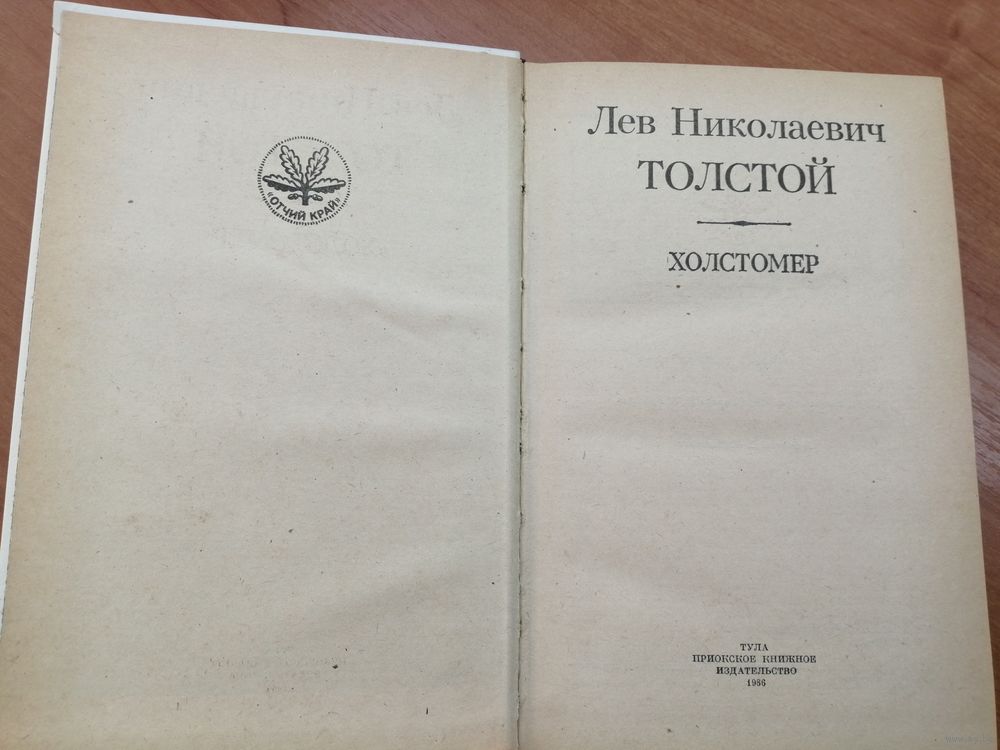 «ОТЧИЙ КРАЙ»
Лев Николаевич
ТОЛСТОЙ
ХОЛСТОМЕР
ТУЛА
ПРИОКСКОЕ КНИЖНОЕ
ИЗДАТЕЛЬСТВО
1986